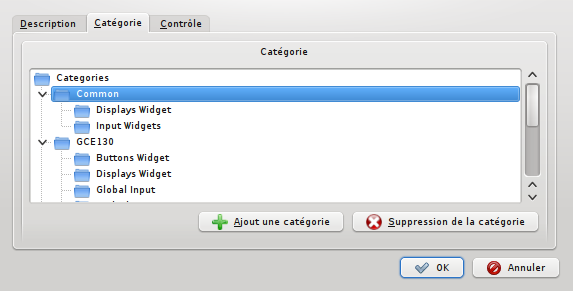 Description Catégorie Contrôle
Catégorie
Categories
Common
Displays Widget
Input Widgets
GCE130
Buttons Widget
Displays Widget
Global Input
Ajout une catégorie Suppression de la catégorie
OK Annuler